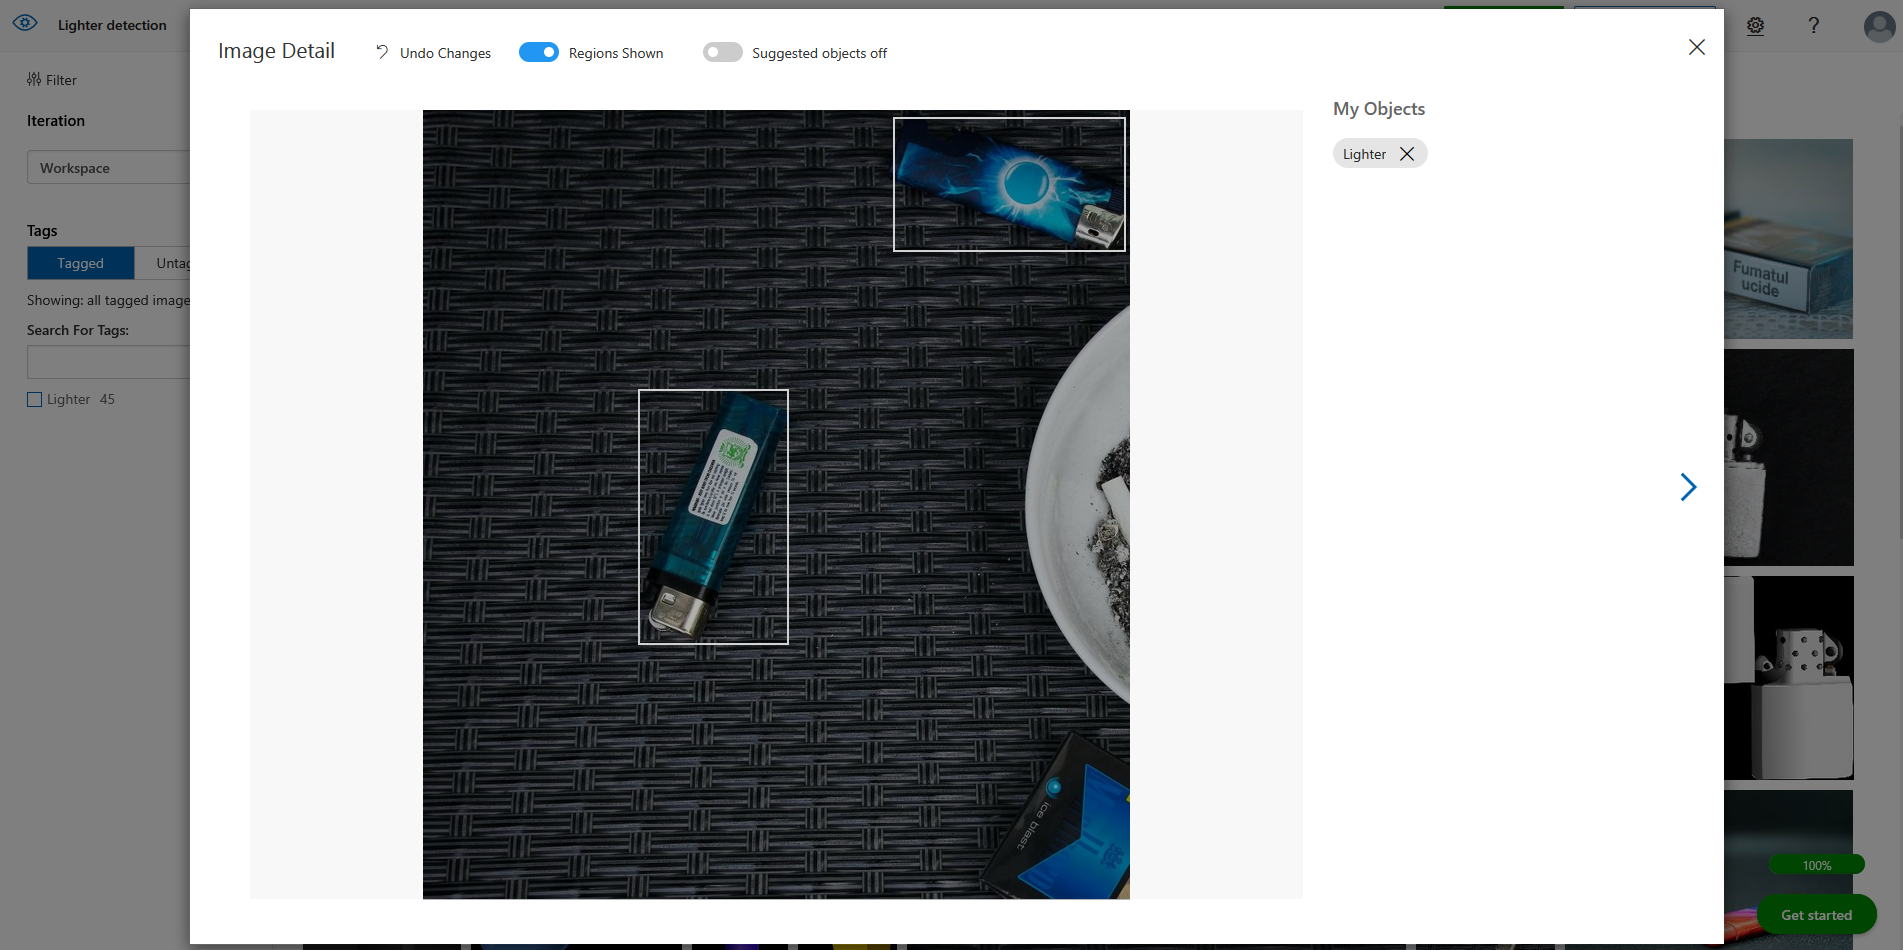 Lighter detection
Image Detail
Undo Changes
Regions Shown
Suggested objects off
Filter
Iteration
Workspace
Tags
Tagged
Showing: all tagged image
Search For Tags:
Lighter 45
My Objects
Lighter
ice blast
Fumatul
ucide
100%
Get started